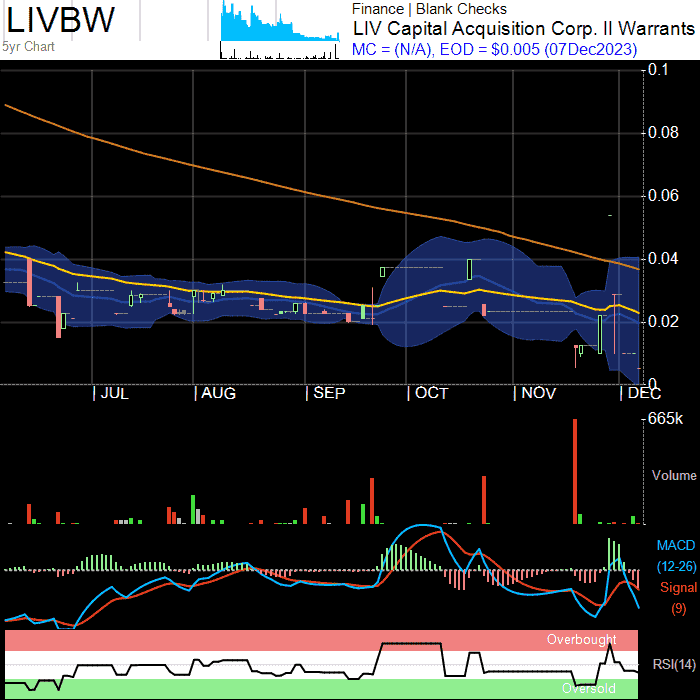 LIVBW
5yr Chart
Finance | Blank Checks
LIV Capital Acquisition Corp. II Warrants
MC = (N/A), EOD = $0.005 (07Dec2023)
0.1
0.08
0.06
0.04
0.02
0
JUL
AUG
SEP
OCT
NOV
DEC
665k
Volume
MACD
(12-26)
Signal
(9)
Overbought
RSI(14)
Oversold